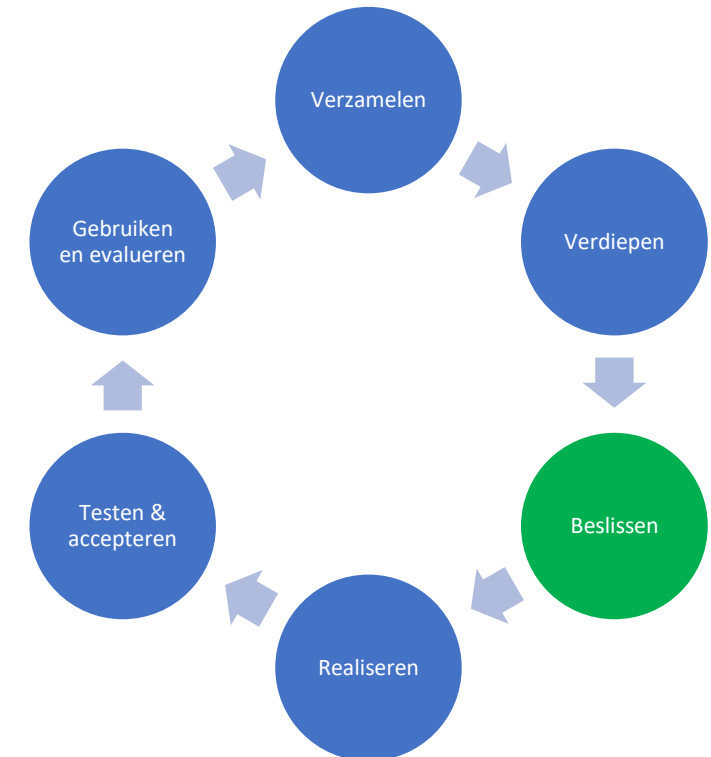 Verzamelen
Verdiepen
Beslissen
Realiseren
Testen &
accepteren
Gebruiken
en evalueren